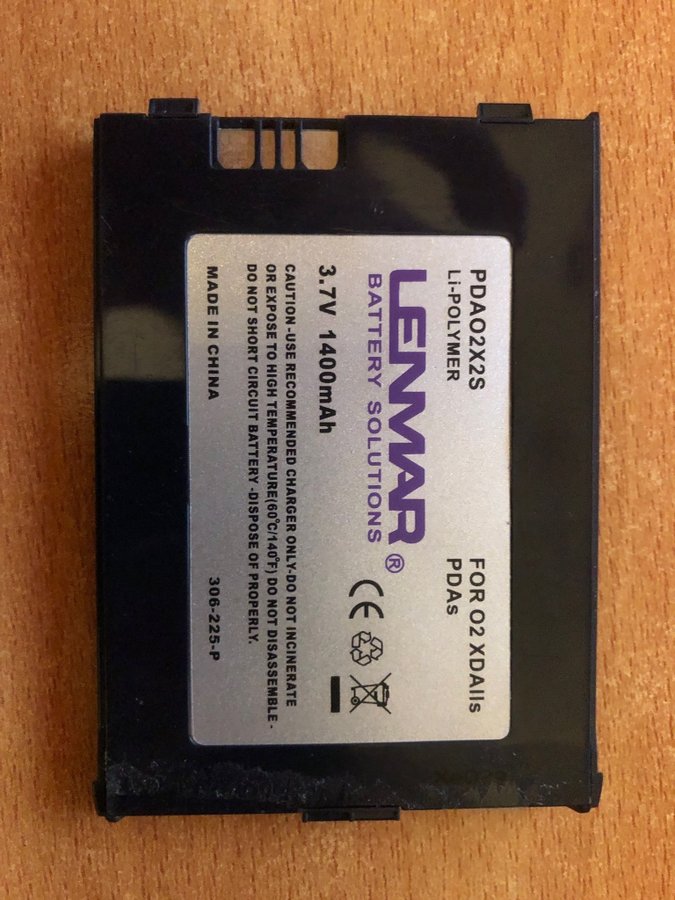 PDAO2X2S
Li-POLYMER
FOR O2 XDAIIs
PDAs
LENMAR®
BATTERY SOLUTIONS
CE
3.7V 1400mAh
CAUTION -USE RECOMMENDED CHARGER ONLY-DO NOT INCINERATE
OR EXPOSE TO HIGH TEMPERATURE(60°C/140°F) DO NOT DISASSEMBLE -
DO NOT SHORT CIRCUIT BATTERY -DISPOSE OF PROPERLY.
MADE IN CHINA
306-225-P